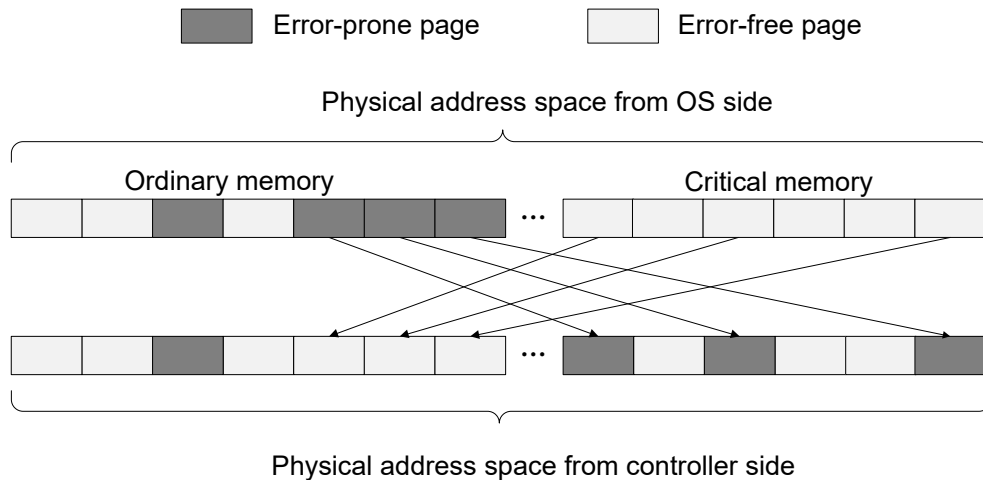 Error-prone page
Error-free page
Physical address space from OS side
Ordinary memory
Critical memory
...
...
Physical address space from controller side